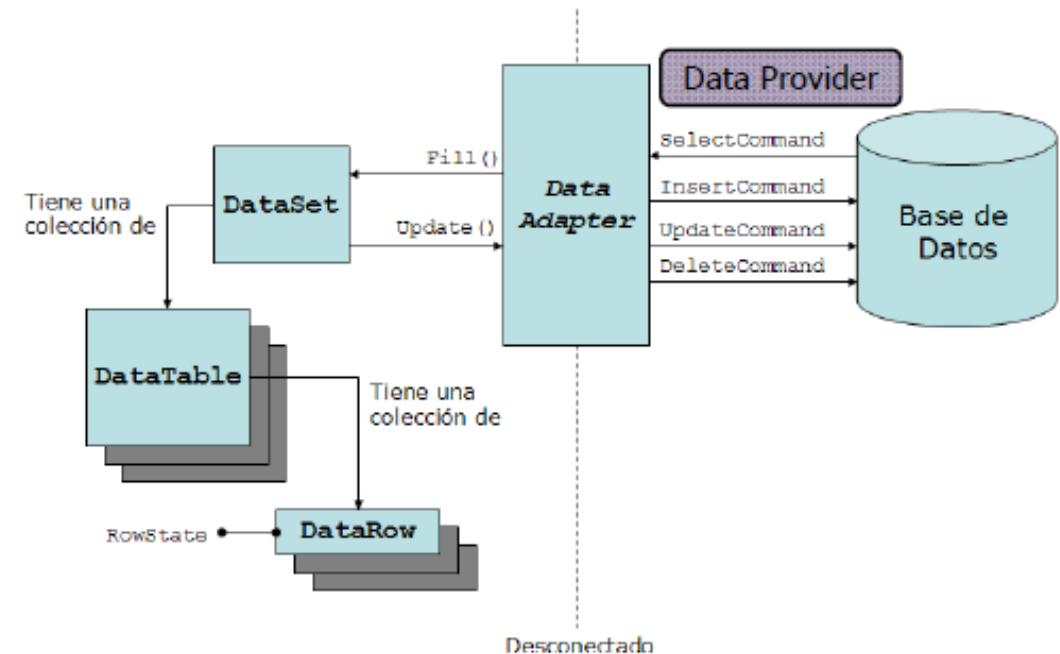 Data Provider
SelectCommand
Fill()
InsertCommand
Data
Adapter
Tiene una
colección de
DataSet
Update()
UpdateCommand
DeleteCommand
Base de
Datos
DataTable
Tiene una
colección de
RowState
DataRow
Desconectado